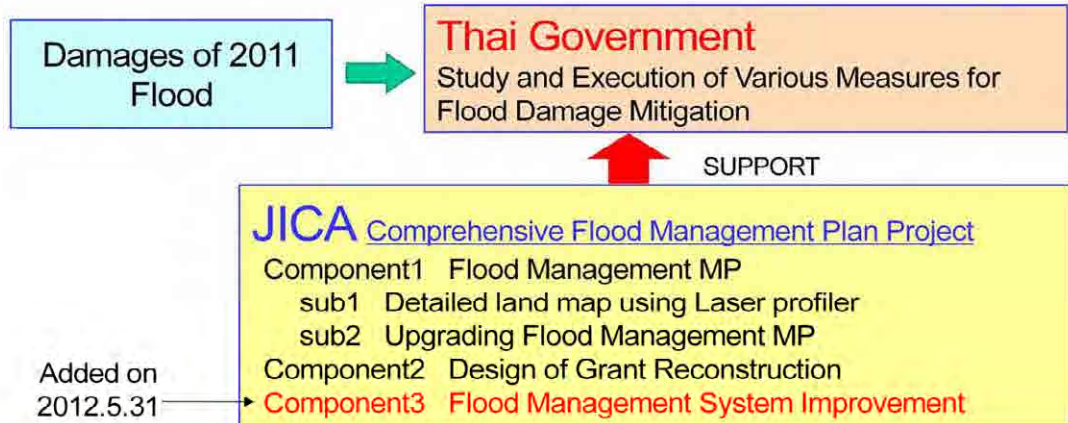 Damages of 2011
Flood
Thai Government
Study and Execution of Various Measures for
Flood Damage Mitigation
SUPPORT
JICA Comprehensive Flood Management Plan Project
Component1 Flood Management MP
sub1 Detailed land map using Laser profiler
sub2 Upgrading Flood Management MP
Component2 Design of Grant Reconstruction
Added on
2012.5.31
Component3 Flood Management System Improvement